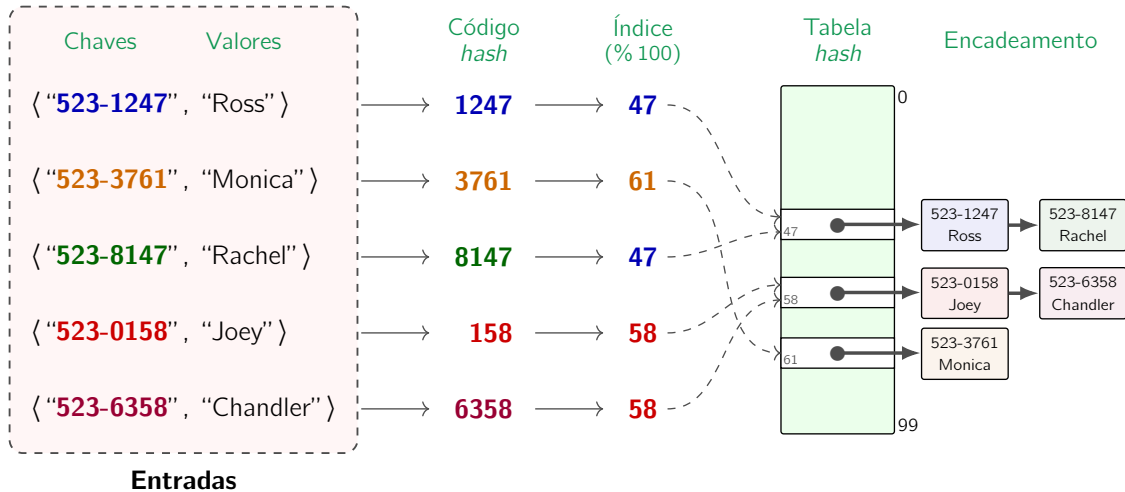 Chaves Valores Código hash Índice (% 100) Tabela hash Encadeamento
⟨ “523-1247”, “Ross” ⟩ 1247 47
⟨ “523-3761”, “Monica” ⟩ 3761 61
⟨ “523-8147”, “Rachel” ⟩ 8147 47
⟨ “523-0158”, “Joey” ⟩ 158 58
⟨ “523-6358”, “Chandler” ⟩ 6358 58
Entradas
0
47
58
61
99
523-1247
Ross
523-8147
Rachel
523-0158
Joey
523-6358
Chandler
523-3761
Monica